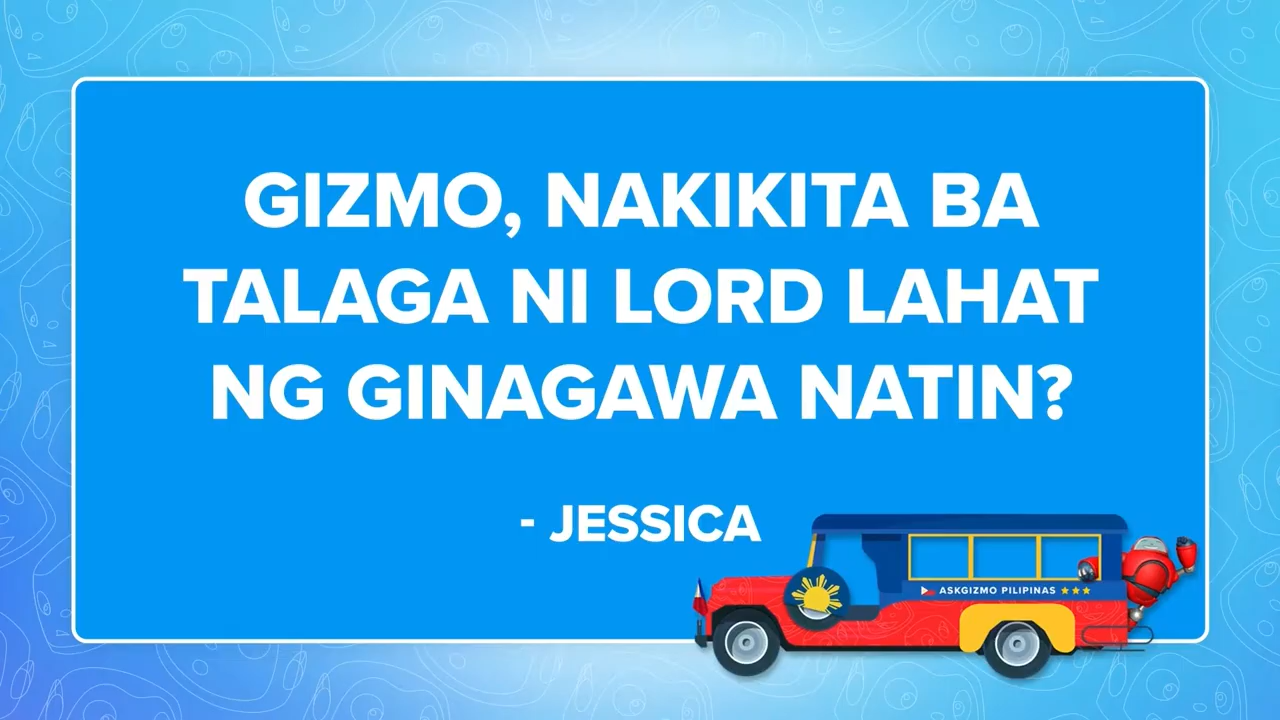 GIZMO, NAKIKITA BA
TALAGA NI LORD LAHAT
NG GINAGAWA NATIN?
- JESSICA
ASKGIZMO PILIPINAS